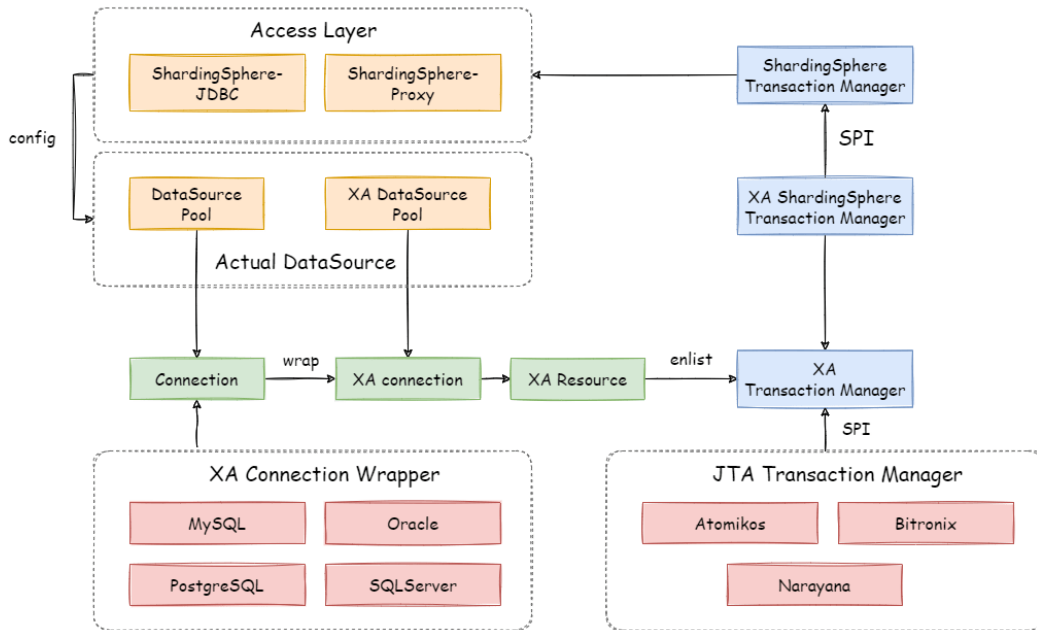 Access Layer
ShardingSphere-
JDBC
ShardingSphere-
Proxy
ShardingSphere
Transaction Manager
config
SPI
DataSource
Pool
XA DataSource
Pool
XA ShardingSphere
Transaction Manager
Actual DataSource
Connection
wrap
XA connection
XA Resource
enlist
XA
Transaction Manager
SPI
XA Connection Wrapper
MySQL
Oracle
PostgreSQL
SQLServer
JTA Transaction Manager
Atomikos
Bitronix
Narayana